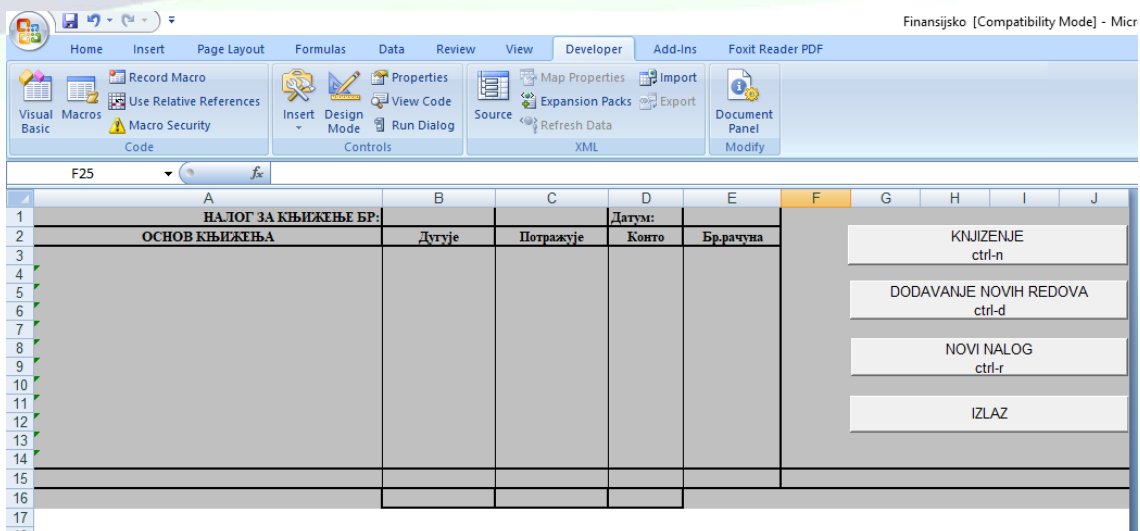 Finansijsko [Compatibility Mode] - Micr
Home Insert Page Layout Formulas Data Review View Developer Add-Ins Foxit Reader PDF
Visual Basic
Macros
Record Macro
Use Relative References
Macro Security
Code
Insert
Design Mode
Properties
View Code
Run Dialog
Controls
Source
Map Properties
Expansion Packs
Refresh Data
Import
Export
XML
Document Panel
Modify
F25 fx
A B C D E F G H I J
1 НАЛОГ ЗА КЊИЖЕЊЕ БР: Датум:
2 ОСНОВ КЊИЖЕЊА Дугује Потражује Конто Бр.рачуна
3
4
5
6
7
8
9
10
11
12
13
14
15
16
17
KNJIZENJE
ctrl-n
DODAVANJE NOVIH REDOVA
ctrl-d
NOVI NALOG
ctrl-r
IZLAZ